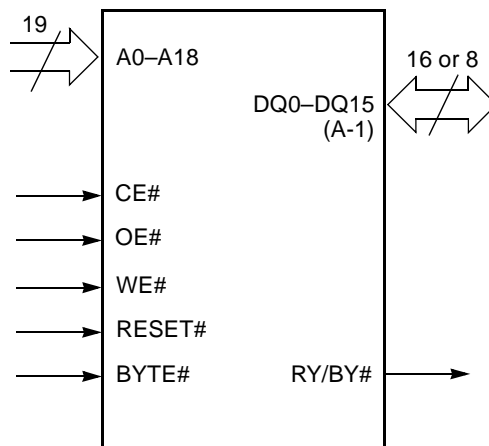 19
A0–A18
16 or 8
DQ0–DQ15
(A-1)
CE#
OE#
WE#
RESET#
BYTE#
RY/BY#